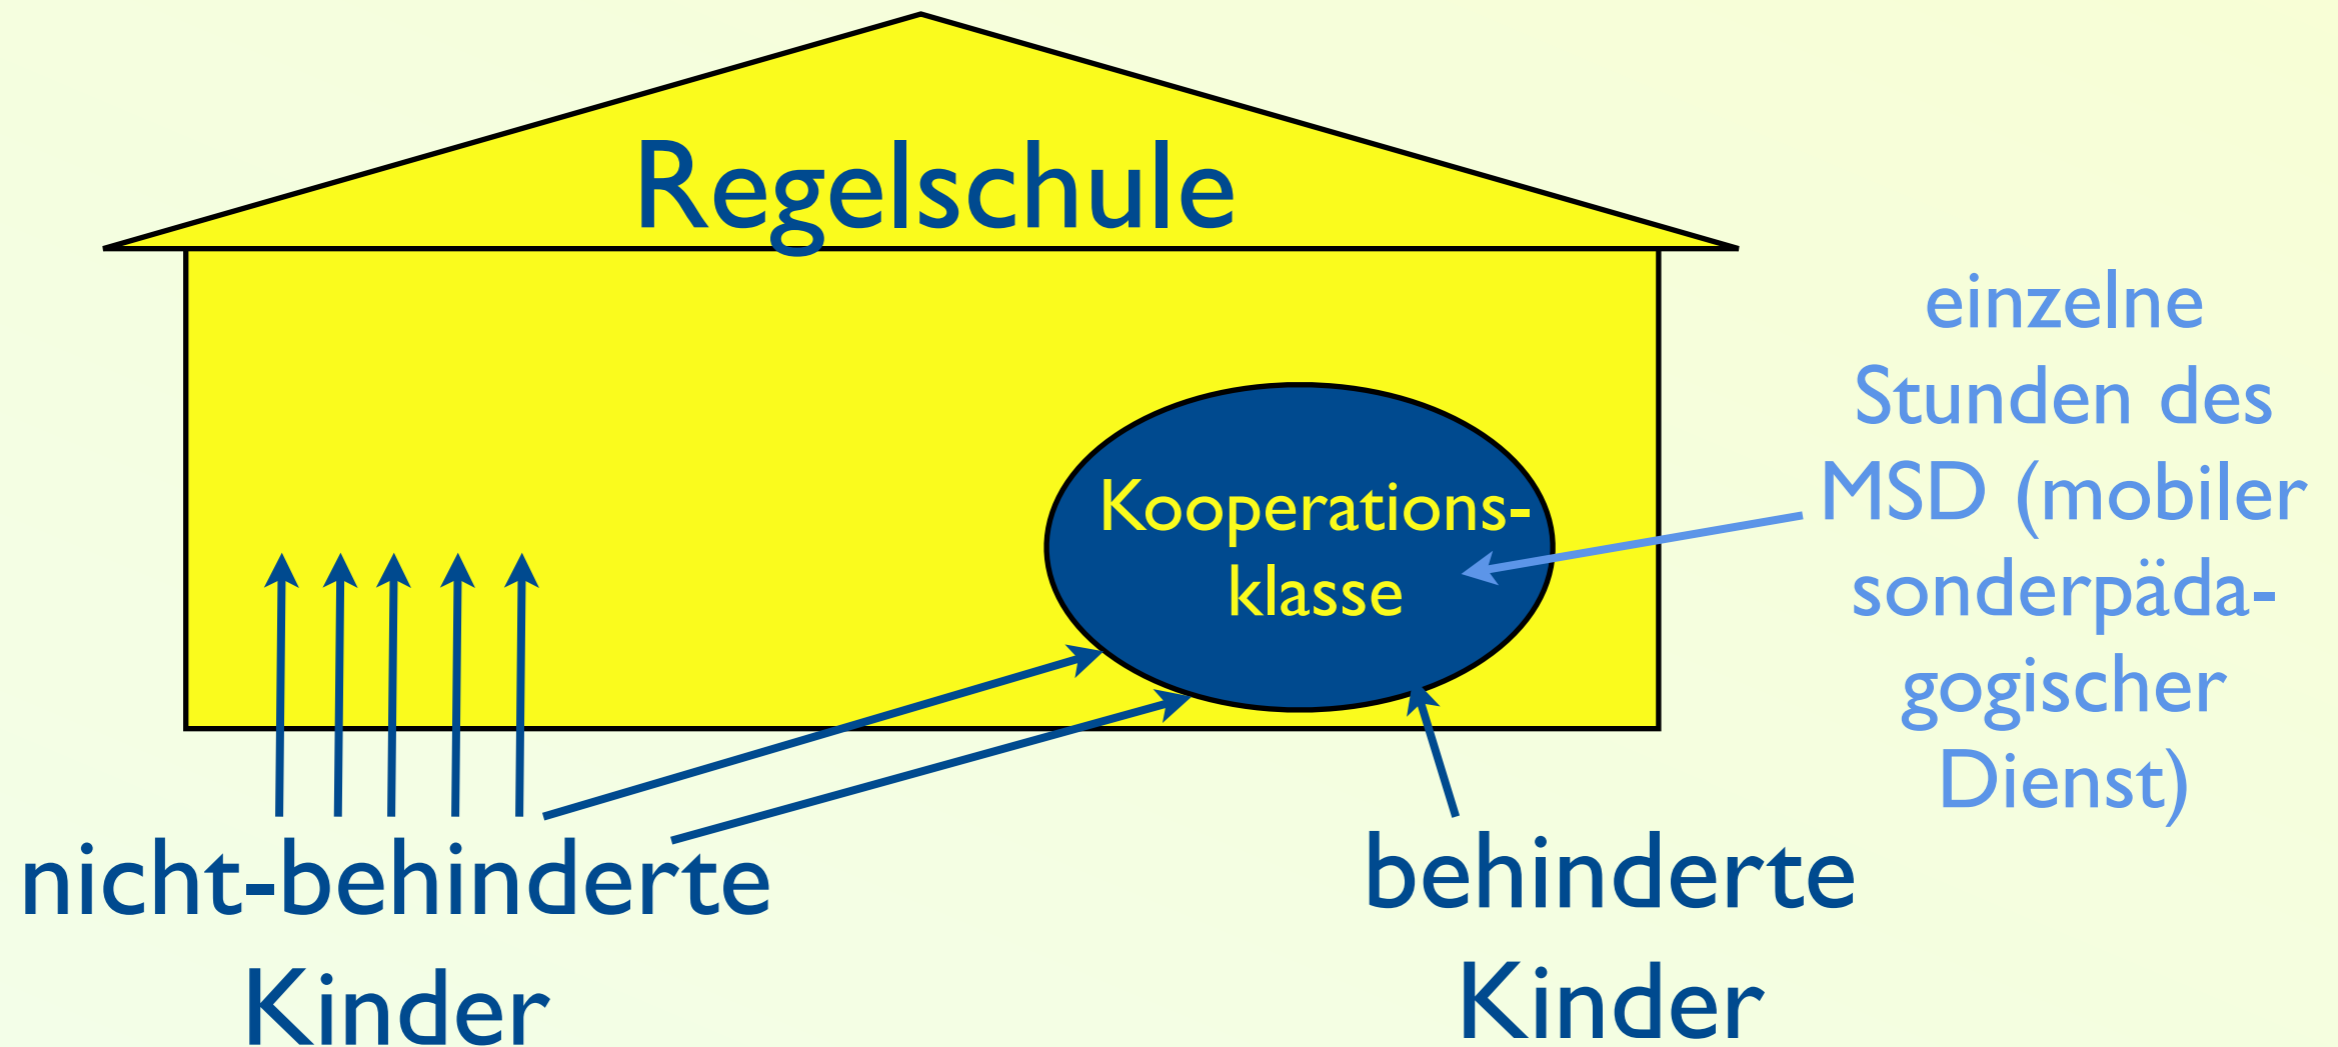 Regelschule
Kooperations-
klasse
einzelne
Stunden des
MSD (mobiler
sonderpäda-
gogischer
Dienst)
nicht-behinderte
Kinder
behinderte
Kinder